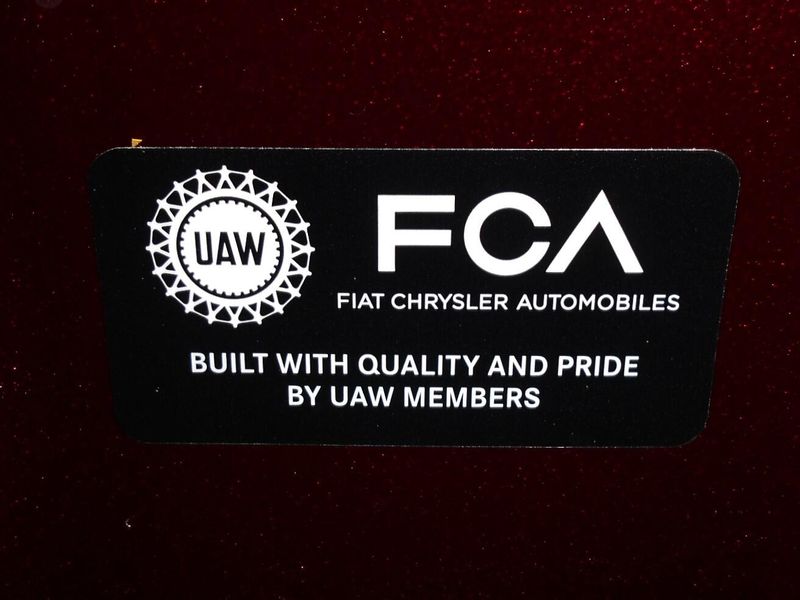 UAW
FCA
FIAT CHRYSLER AUTOMOBILES
BUILT WITH QUALITY AND PRIDE
BY UAW MEMBERS